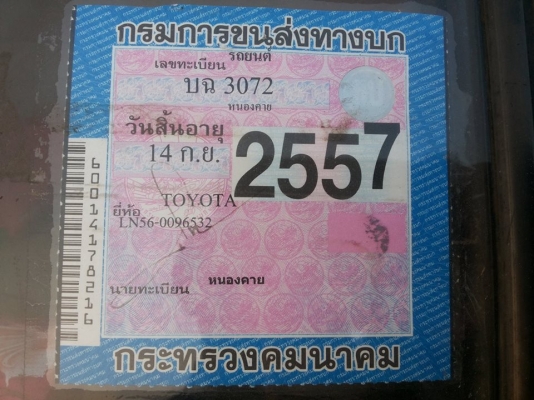 กรมการขนส่งทางบก
รถยนต์
เลขทะเบียน
บฉ 3072
หนองคาย
วันสิ้นอายุ
14 ก.ย.
2557
TOYOTA
ยี่ห้อ
LN56-0096532
หนองคาย
นายทะเบียน
กระทรวงคมนาคม
60014178216